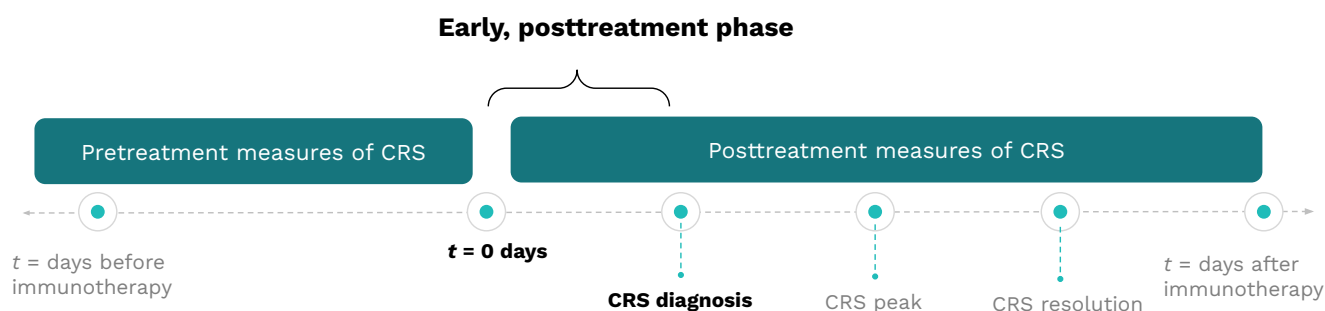 Early, posttreatment phase
Pretreatment measures of CRS
Posttreatment measures of CRS
t = 0 days
t = days before
immunotherapy
CRS diagnosis
CRS peak
CRS resolution
t = days after
immunotherapy